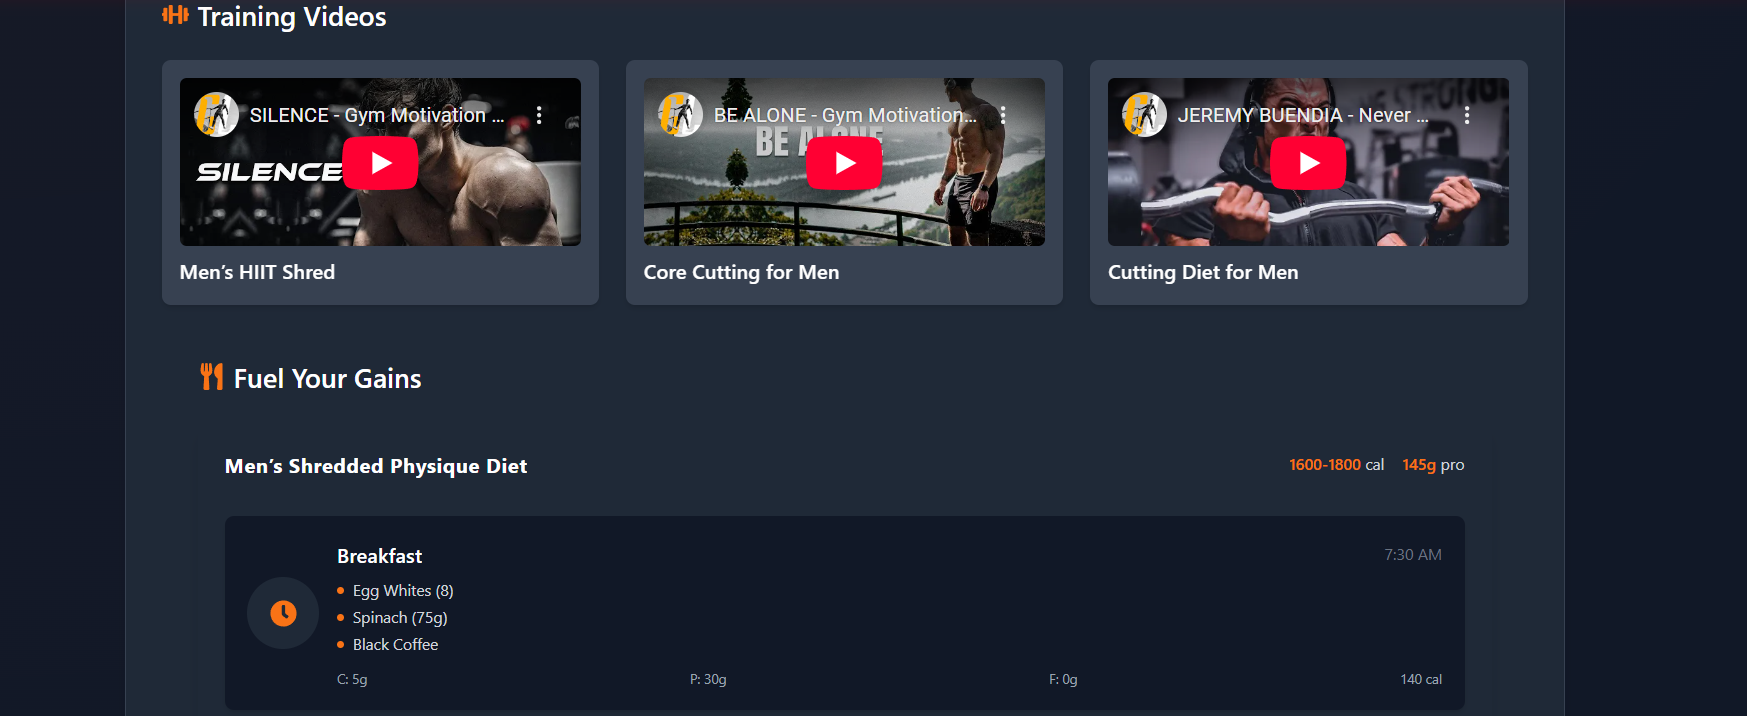 Training Videos
SILENCE - Gym Motivation ...
SILENCE
Men's HIIT Shred
BE ALONE - Gym Motivation...
BE A
Core Cutting for Men
JEREMY BUENDIA - Never ...
Cutting Diet for Men
Fuel Your Gains
Men's Shredded Physique Diet
1600-1800 cal 145g pro
Breakfast
7:30 AM
Egg Whites (8)
Spinach (75g)
Black Coffee
C: 5g P: 30g F: 0g 140 cal